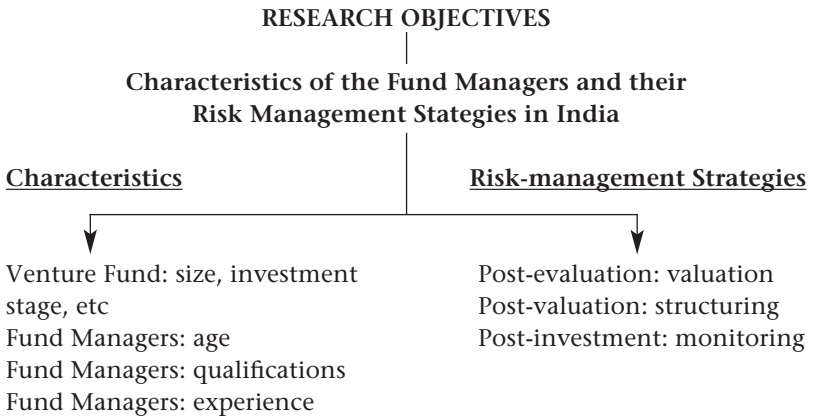 RESEARCH OBJECTIVES
Characteristics of the Fund Managers and their
Risk Management Stategies in India
Characteristics
Venture Fund: size, investment
stage, etc
Fund Managers: age
Fund Managers: qualifications
Fund Managers: experience
Risk-management Strategies
Post-evaluation: valuation
Post-valuation: structuring
Post-investment: monitoring